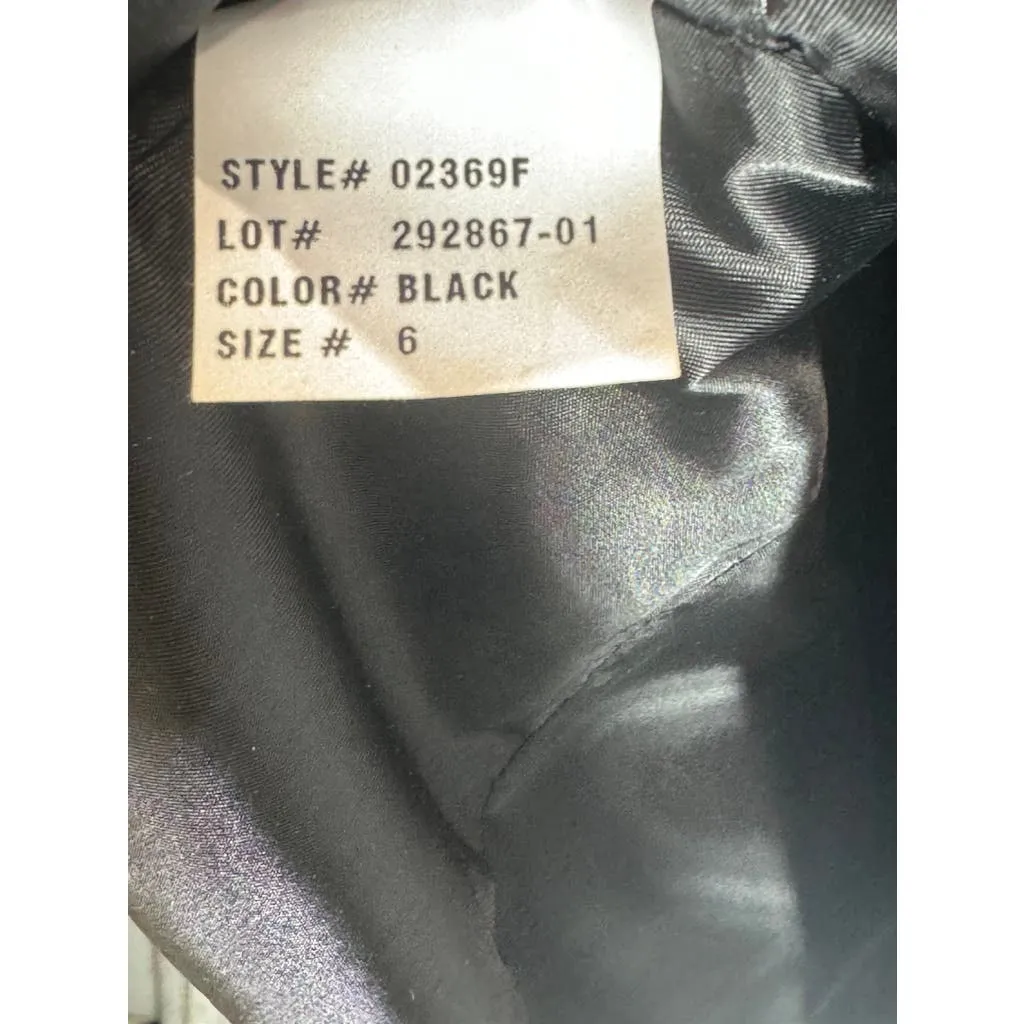 STYLE# 02369F
LOT# 292867-01
COLOR# BLACK
SIZE # 6